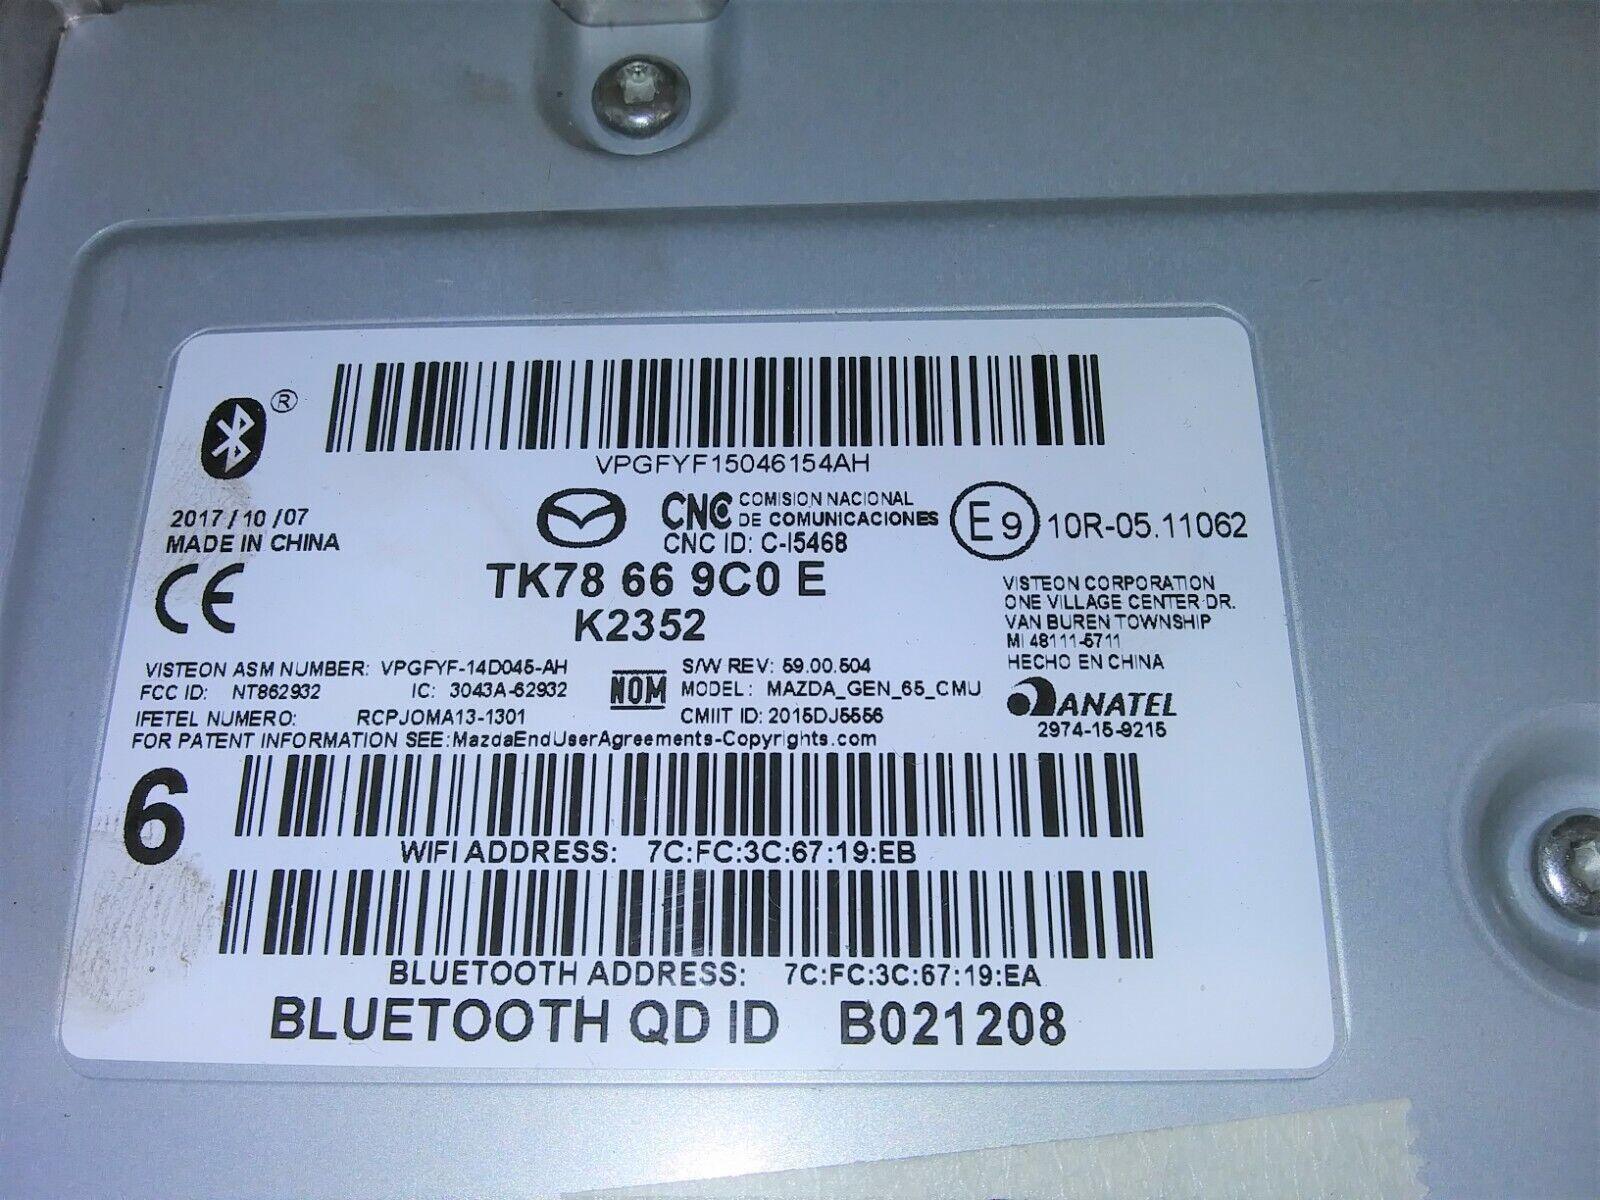 ®
VPGFYF15046154AH
2017/10/07
MADE IN CHINA
CNC COMISION NACIONAL
DE COMUNICACIONES
CNC ID: C-I5468
E9 10R-05.11062
CE
TK78 66 9C0 E
K2352
VISTEON CORPORATION
ONE VILLAGE CENTER DR.
VAN BUREN TOWNSHIP
MI 48111-5711
HECHO EN CHINA
VISTEON ASM NUMBER: VPGFYF-14D045-AH
FCC ID: NT862932 IC: 3043A-62932
IFETEL NUMERO: RCPJOMA13-1301
NOM
S/W REV: 59.00.504
MODEL: MAZDA_GEN_65_CMU
CMIIT ID: 2015DJ5556
ANATEL
2974-15-9215
FOR PATENT INFORMATION SEE:MazdaEndUserAgreements-Copyrights.com
6
WIFI ADDRESS: 7C:FC:3C:67:19:EB
BLUETOOTH ADDRESS: 7C:FC:3C:67:19:EA
BLUETOOTH QD ID B021208